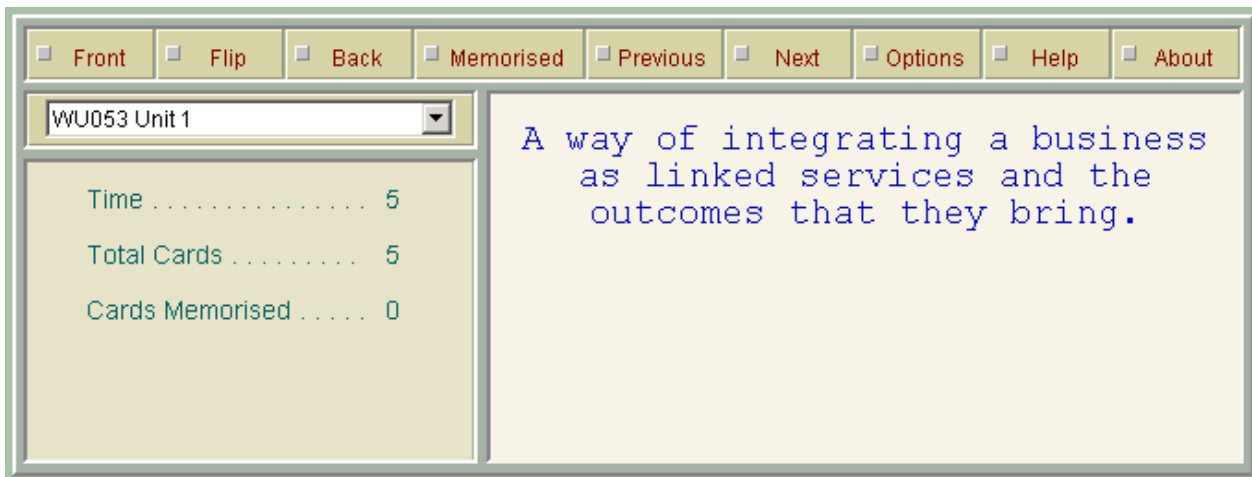 Front Flip Back Memorised Previous Next Options Help About
WU053 Unit 1
A way of integrating a business
as linked services and the
outcomes that they bring.
Time ............... 5
Total Cards ......... 5
Cards Memorised ..... 0